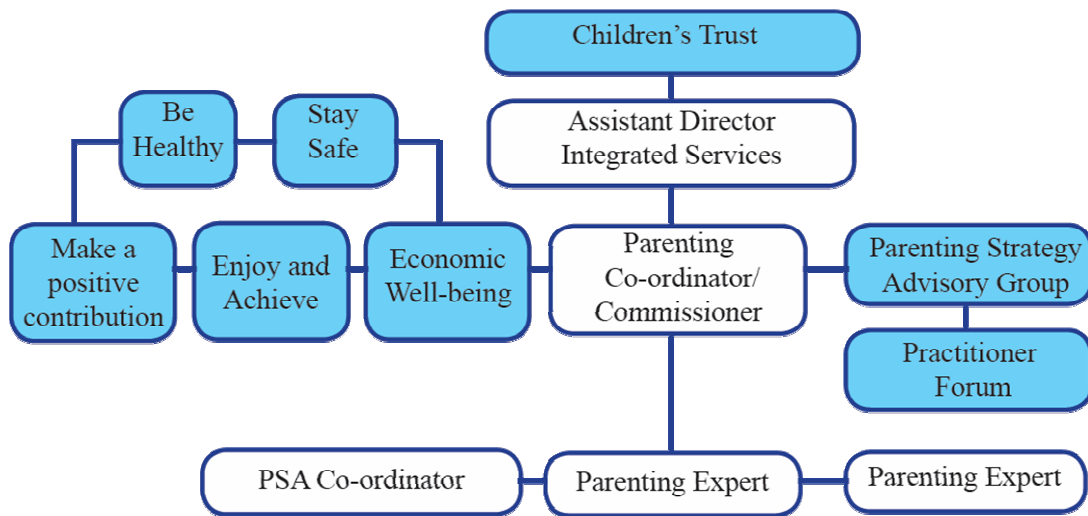 Children’s Trust
Be
Healthy
Stay
Safe
Assistant Director
Integrated Services
Make a
positive
contribution
Enjoy and
Achieve
Economic
Well-being
Parenting
Co-ordinator/
Commissioner
Parenting Strategy
Advisory Group
Practitioner
Forum
PSA Co-ordinator
Parenting Expert
Parenting Expert